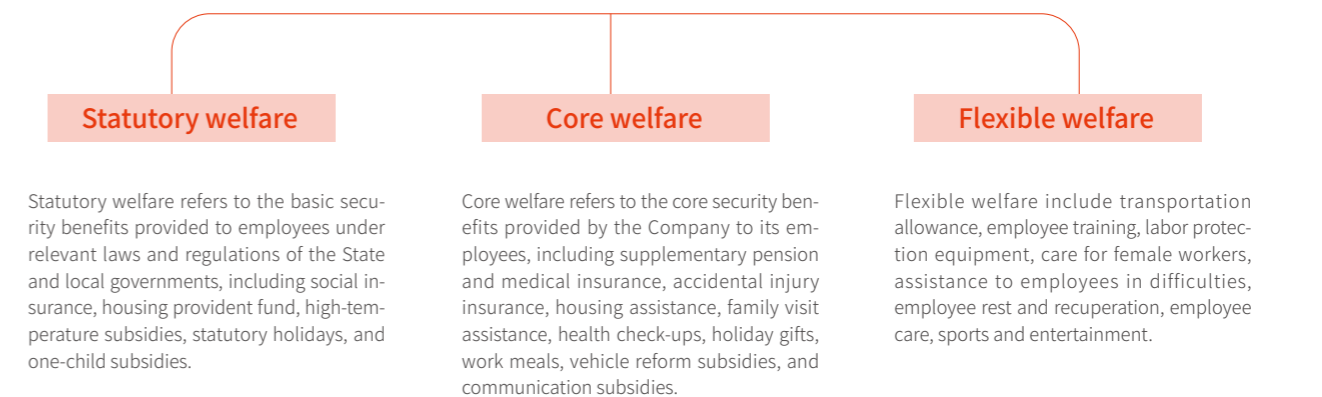 Statutory welfare
Statutory welfare refers to the basic secu-
rity benefits provided to employees under
relevant laws and regulations of the State
and local governments, including social in-
surance, housing provident fund, high-tem-
perature subsidies, statutory holidays, and
one-child subsidies.
Core welfare
Core welfare refers to the core security ben-
efits provided by the Company to its em-
ployees, including supplementary pension
and medical insurance, accidental injury
insurance, housing assistance, family visit
assistance, health check-ups, holiday gifts,
work meals, vehicle reform subsidies, and
communication subsidies.
Flexible welfare
Flexible welfare include transportation
allowance, employee training, labor protec-
tion equipment, care for female workers,
assistance to employees in difficulties,
employee rest and recuperation, employee
care, sports and entertainment.